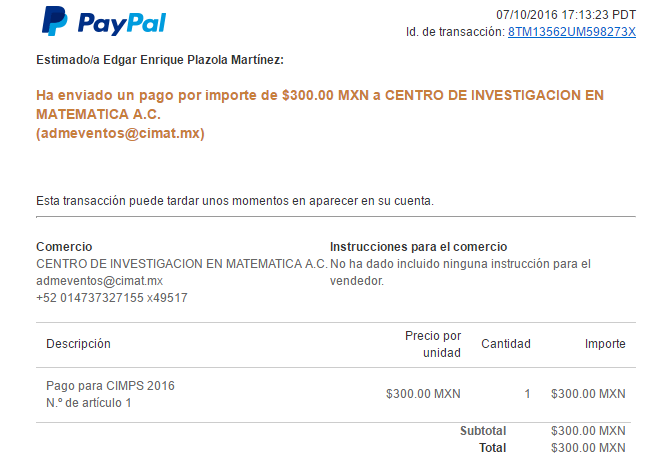 PayPal
07/10/2016 17:13:23 PDT
Id. de transacción: 8TM13562UM598273X
Estimado/a Edgar Enrique Plazola Martínez:
Ha enviado un pago por importe de $300.00 MXN a CENTRO DE INVESTIGACION EN
MATEMATICA A.C.
(admeventos@cimat.mx)
Esta transacción puede tardar unos momentos en aparecer en su cuenta.
Comercio
CENTRO DE INVESTIGACION EN MATEMATICA A.C.
admeventos@cimat.mx
+52 014737327155 x49517
Instrucciones para el comercio
No ha dado incluido ninguna instrucción para el
vendedor.
Descripción Precio por unidad Cantidad Importe
Pago para CIMPS 2016
N.º de artículo 1
$300.00 MXN 1 $300.00 MXN
Subtotal $300.00 MXN
Total $300.00 MXN